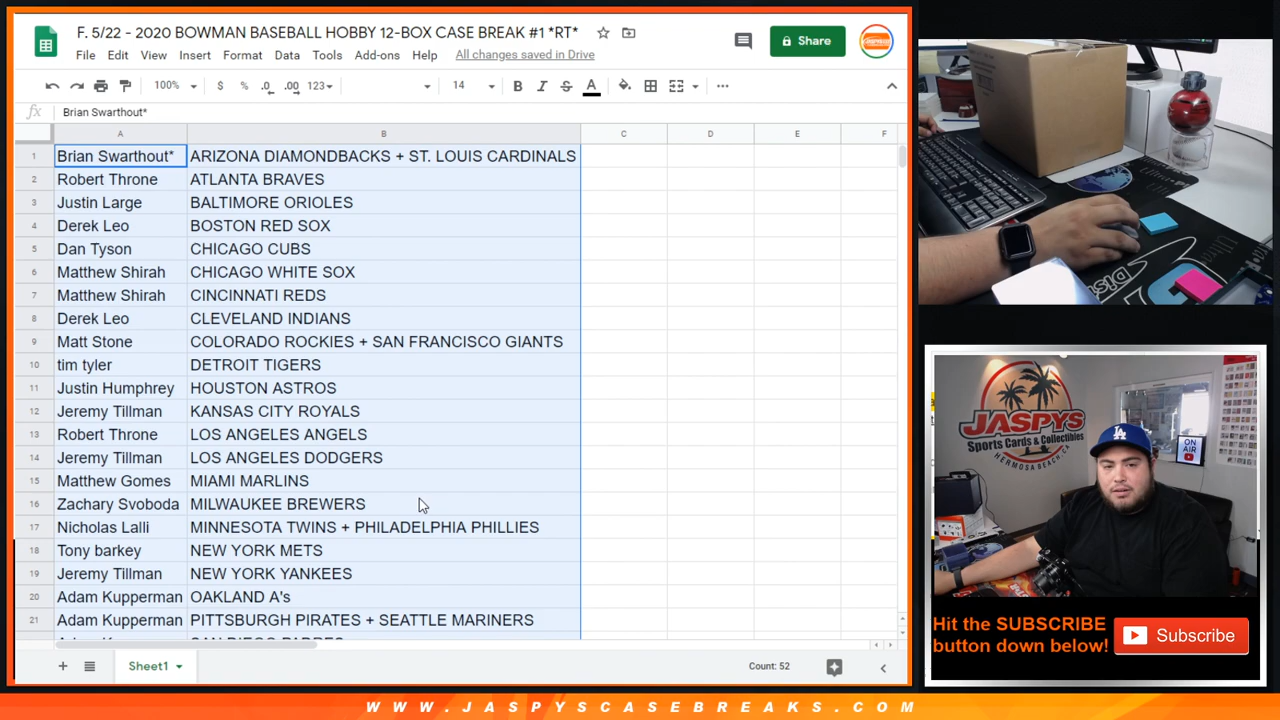 F. 5/22 - 2020 BOWMAN BASEBALL HOBBY 12-BOX CASE BREAK #1 *RT*
File Edit View Insert Format Data Tools Add-ons Help All changes saved in Drive
Share
100% $ % .0 .00 123 14 B I S A
fx Brian Swarthout*
A B C D E F
1 Brian Swarthout* ARIZONA DIAMONDBACKS + ST. LOUIS CARDINALS
2 Robert Throne ATLANTA BRAVES
3 Justin Large BALTIMORE ORIOLES
4 Derek Leo BOSTON RED SOX
5 Dan Tyson CHICAGO CUBS
6 Matthew Shirah CHICAGO WHITE SOX
7 Matthew Shirah CINCINNATI REDS
8 Derek Leo CLEVELAND INDIANS
9 Matt Stone COLORADO ROCKIES + SAN FRANCISCO GIANTS
10 tim tyler DETROIT TIGERS
11 Justin Humphrey HOUSTON ASTROS
12 Jeremy Tillman KANSAS CITY ROYALS
13 Robert Throne LOS ANGELES ANGELS
14 Jeremy Tillman LOS ANGELES DODGERS
15 Matthew Gomes MIAMI MARLINS
16 Zachary Svoboda MILWAUKEE BREWERS
17 Nicholas Lalli MINNESOTA TWINS + PHILADELPHIA PHILLIES
18 Tony barkey NEW YORK METS
19 Jeremy Tillman NEW YORK YANKEES
20 Adam Kupperman OAKLAND A's
21 Adam Kupperman PITTSBURGH PIRATES + SEATTLE MARINERS
Sheet1
Count: 52
JASPYS
Sports Cards & Collectibles
HERMOSA BEACH, CA
ON AIR
LA
Hit the SUBSCRIBE
button down below!
Subscribe
WWW.JASPYSCASEBREAKS.COM